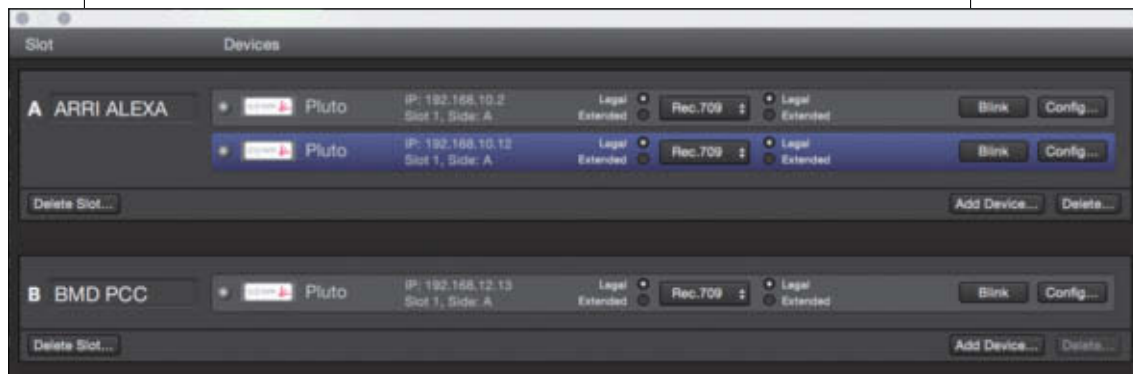 Slot Devices
A ARRI ALEXA Pluto IP: 192.168.10.2 Legal Rec.709 Legal Blink Config...
Slot 1, Side: A Extended Extended
Pluto IP: 192.168.10.12 Legal Rec.709 Legal Blink Config...
Slot 1, Side: A Extended Extended
Delete Slot... Add Device... Delete...
B BMD PCC Pluto IP: 192.168.12.13 Legal Rec.709 Legal Blink Config...
Slot 1, Side: A Extended Extended
Delete Slot... Add Device... Delete...